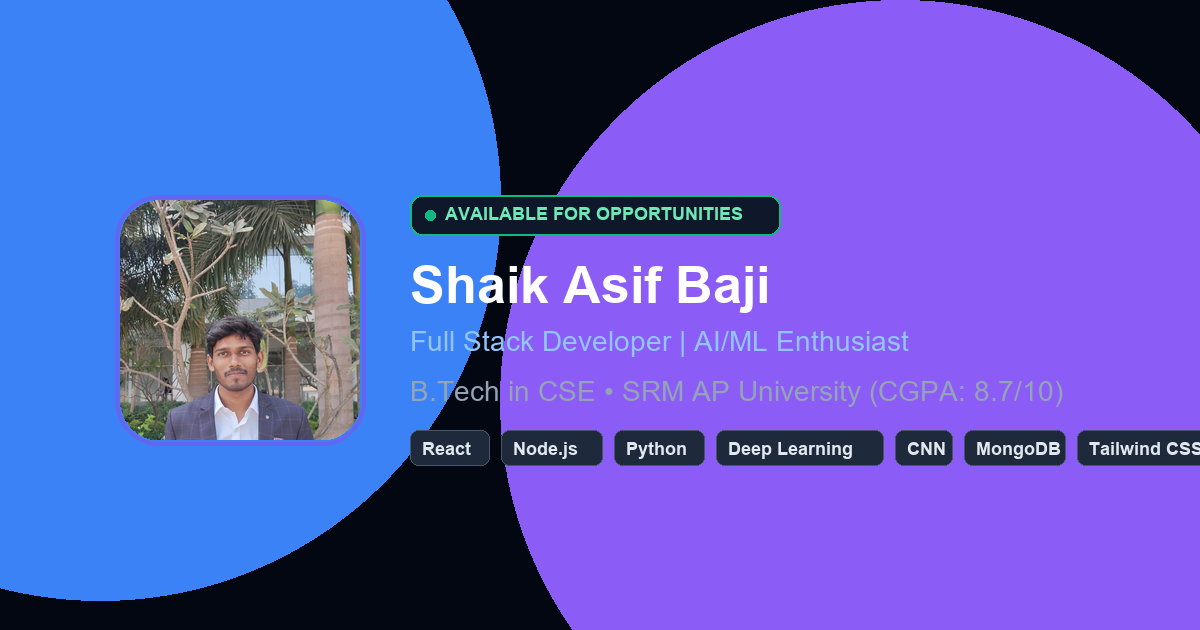 AVAILABLE FOR OPPORTUNITIES
Shaik Asif Baji
Full Stack Developer | AI/ML Enthusiast
B.Tech in CSE • SRM AP University (CGPA: 8.7/10)
React Node.js Python Deep Learning CNN MongoDB Tailwind CSS